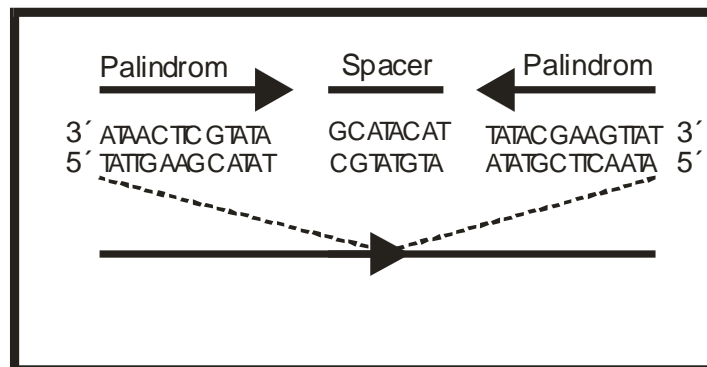 Palindrom Spacer Palindrom
3´ ATAACTTCGTATA GCATACAT TATACGAAGTTAT 3´
5´ TATTGAAGCATAT CGTATGTA ATATGCTTCAATA 5´